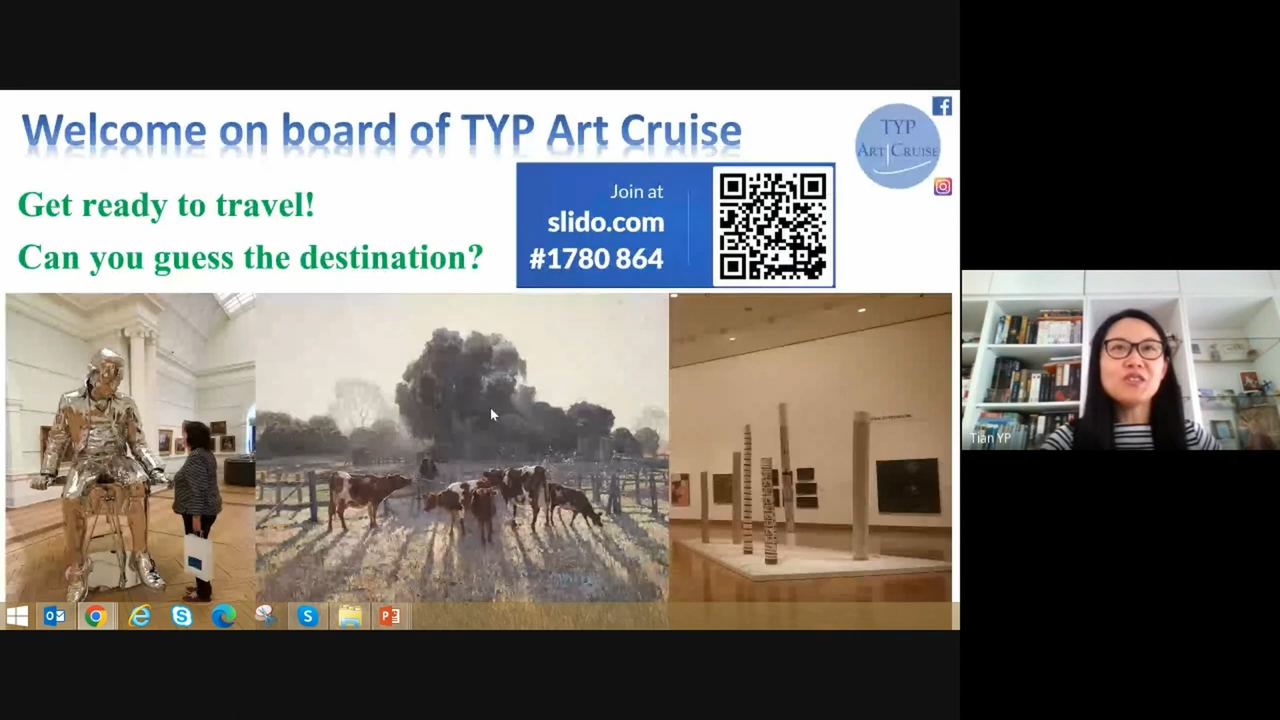 Welcome on board of TYP Art Cruise
TYP
ART CRUISE
Get ready to travel!
Can you guess the destination?
Join at
slido.com
#1780 864
Tian YP